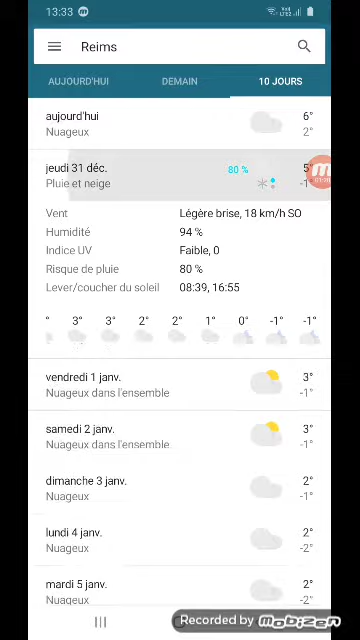 13:33
Reims
AUJOURD'HUI DEMAIN 10 JOURS
aujourd'hui 6°
Nuageux 2°
jeudi 31 déc. 80 % 5°
Pluie et neige -1°
Vent Légère brise, 18 km/h SO
Humidité 94 %
Indice UV Faible, 0
Risque de pluie 80 %
Lever/coucher du soleil 08:39, 16:55
3° 3° 2° 2° 1° 0° -1° -1°
vendredi 1 janv. 3°
Nuageux dans l'ensemble -1°
samedi 2 janv. 3°
Nuageux dans l'ensemble -1°
dimanche 3 janv. 2°
Nuageux -1°
lundi 4 janv. 2°
Nuageux -2°
mardi 5 janv. 2°
Nuageux -2°
Recorded by Mobizen